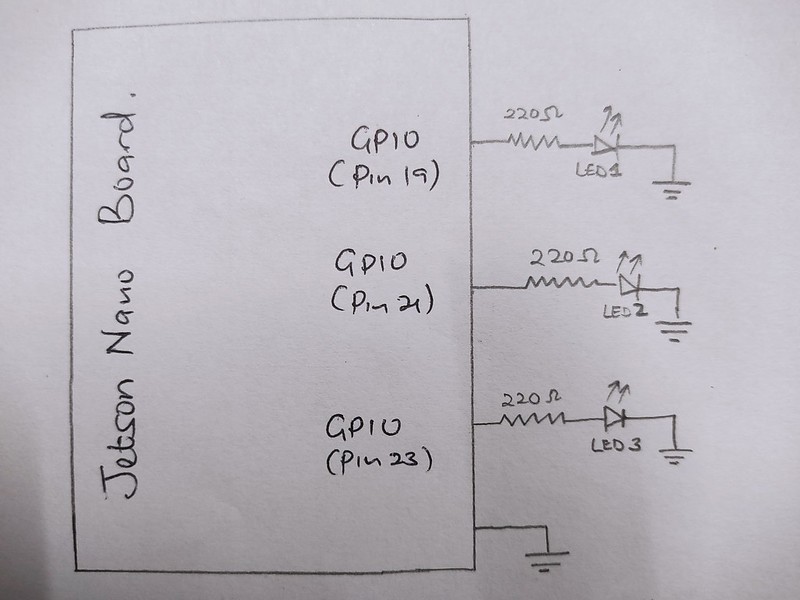 Jetson Nano Board.
GPIO
(Pin 19)
220Ω
LED1
GPIO
(Pin 21)
220Ω
LED2
GPIO
(Pin 23)
220Ω
LED3